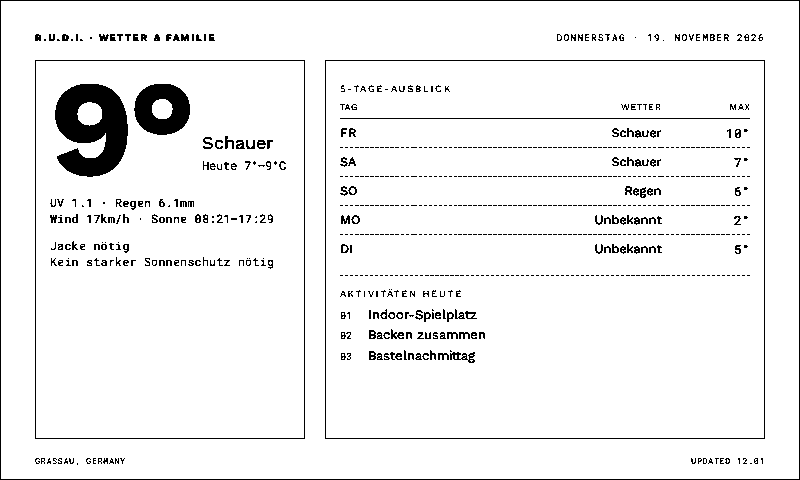 R.U.D.I. · WETTER & FAMILIE
DONNERSTAG · 19. NOVEMBER 2026
9°
Schauer
Heute 7°–9°C
UV 1.1 · Regen 6.1mm
Wind 17km/h · Sonne 08:21–17:29
Jacke nötig
Kein starker Sonnenschutz nötig
5-TAGE-AUSBLICK
TAG WETTER MAX
FR Schauer 10°
SA Schauer 7°
SO Regen 6°
MO Unbekannt 2°
DI Unbekannt 5°
AKTIVITÄTEN HEUTE
01 Indoor-Spielplatz
02 Backen zusammen
03 Bastelnachmittag
GRASSAU, GERMANY
UPDATED 12.01